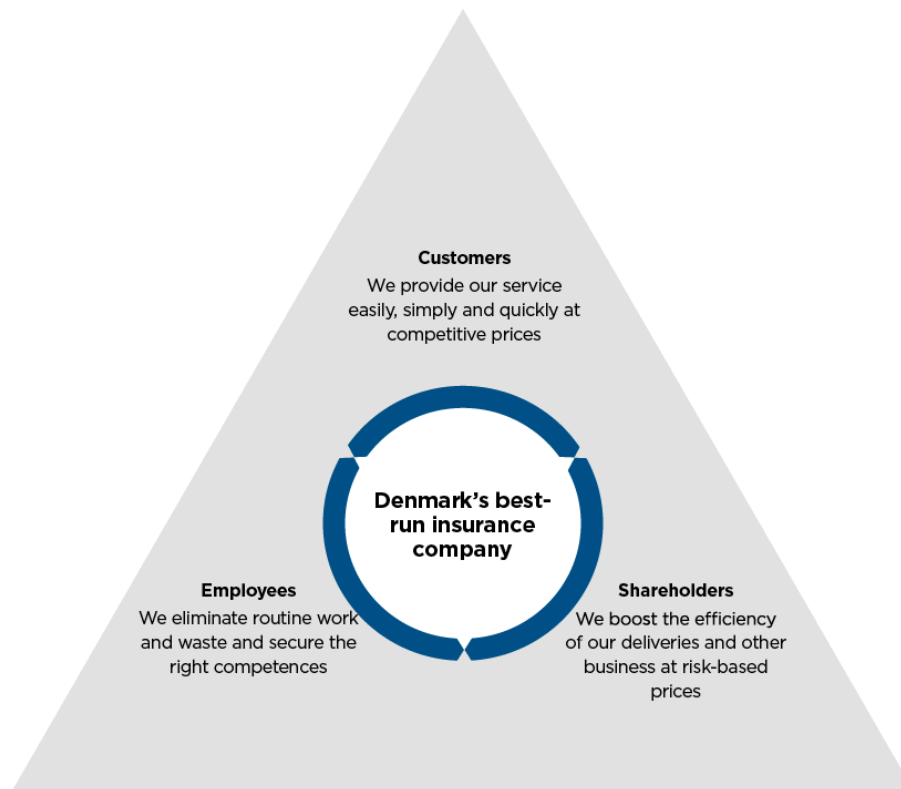 Customers
We provide our service
easily, simply and quickly at
competitive prices
Denmark’s best-
run insurance
company
Employees
We eliminate routine work
and waste and secure the
right competences
Shareholders
We boost the efficiency
of our deliveries and other
business at risk-based
prices